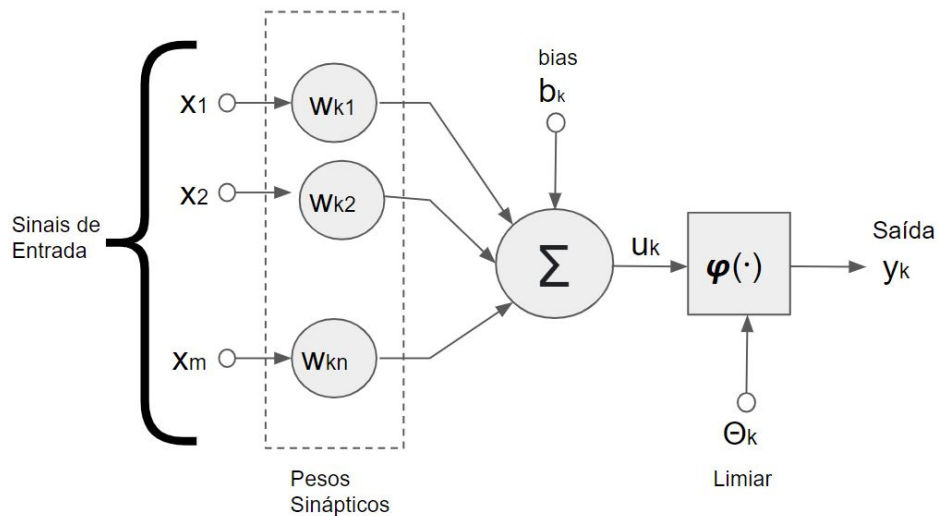 Sinais de
Entrada
x1
x2
xm
wk1
wk2
wkn
Pesos
Sinápticos
bias
bk
Σ
uk
φ(·)
Θk
Limiar
Saída
yk